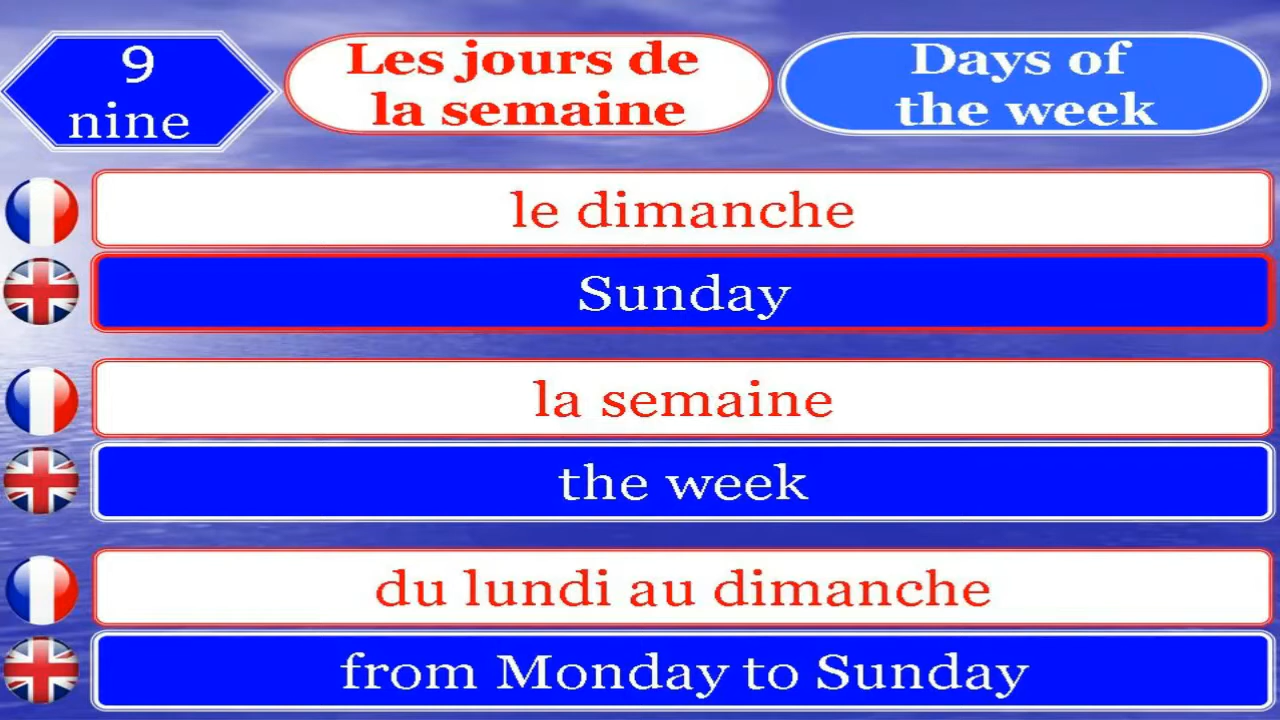 9
nine
Les jours de
la semaine
Days of
the week
le dimanche
Sunday
la semaine
the week
du lundi au dimanche
from Monday to Sunday